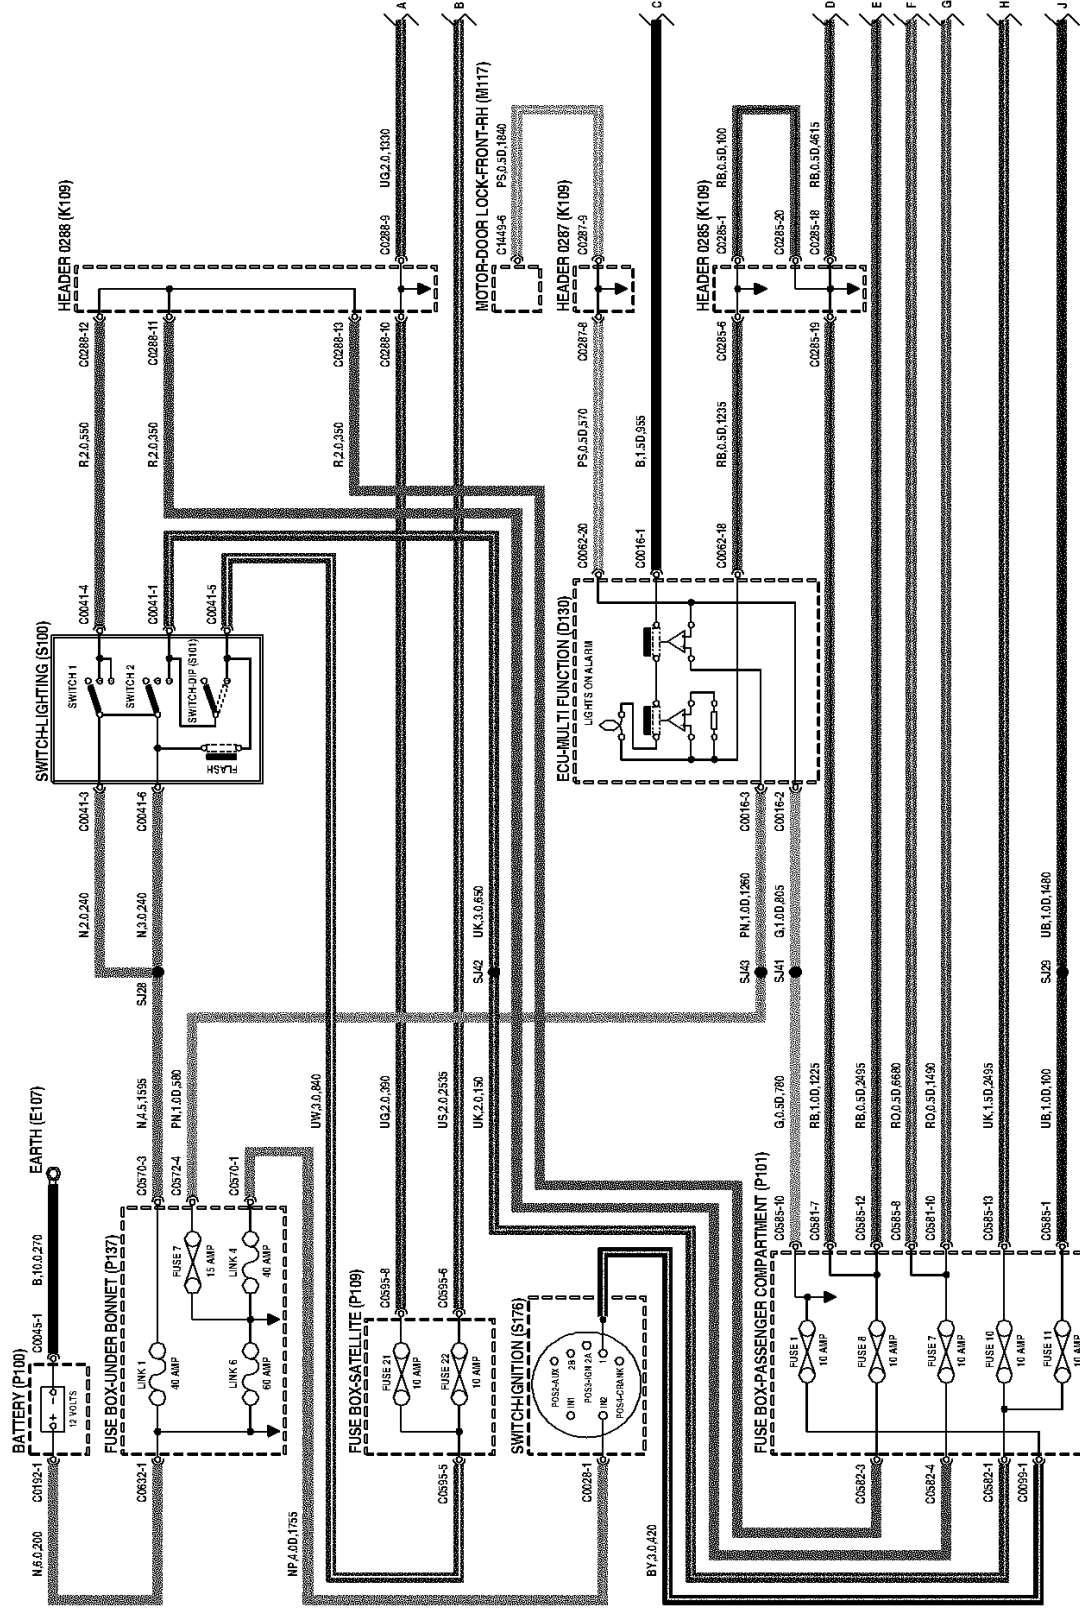 BATTERY (P100)
C0192-1
C0045-1
12 VOLTS
+ -
EARTH (E107)
N,6.0,200
B,10.0,270
FUSE BOX-UNDER BONNET (P137)
C0632-1
LINK 1
40 AMP
FUSE 7
15 AMP
LINK 6
60 AMP
LINK 4
40 AMP
C0570-3
C0572-4
C0570-1
N,4.5,1595
PN,1.0D,580
NP,4.0D,1755
SJ28
N,2.0,240
N,3.0,240
C0041-3
C0041-6
SWITCH-LIGHTING (S100)
SWITCH 1
SWITCH 2
SWITCH-DIP (S101)
FLASH
C0041-4
C0041-1
C0041-5
R,2.0,550
R,2.0,350
R,2.0,350
C0288-12
C0288-11
C0288-13
C0288-10
HEADER 0288 (K109)
C0288-9
UG,2.0,1330
A
B
FUSE BOX-SATELLITE (P109)
FUSE 21
10 AMP
FUSE 22
10 AMP
C0595-5
C0595-8
C0595-6
UW,3.0,840
UG,2.0,390
US,2.0,2535
UK,2.0,150
SJ42
UK,3.0,650
MOTOR-DOOR LOCK-FRONT-RH (M117)
C1449-6
PS,0.5D,1840
HEADER 0287 (K109)
C0287-8
C0287-9
PS,0.5D,570
SWITCH-IGNITION (S176)
C0028-1
IN1
IN2
POS2-AUX
2B
POS3-IGN 2A
1
POS4-CRANK
BY,3.0,420
ECU-MULTI FUNCTION (D130)
LIGHTS ON ALARM
C0062-20
C0016-1
C0062-18
C0016-3
C0016-2
B,1.5D,955
C
RB,0.5D,1235
PN,1.0D,1260
G,1.0D,805
SJ43
SJ41
HEADER 0285 (K109)
C0285-6
C0285-19
C0285-1
C0285-20
C0285-18
RB,0.5D,100
RB,0.5D,4615
D
FUSE BOX-PASSENGER COMPARTMENT (P101)
FUSE 1
10 AMP
FUSE 8
10 AMP
FUSE 7
10 AMP
FUSE 10
10 AMP
FUSE 11
10 AMP
C0582-3
C0582-4
C0582-1
C0099-1
C0585-10
C0581-7
C0585-12
C0585-8
C0581-10
C0585-13
C0585-1
G,0.5D,780
RB,1.0D,1225
RB,0.5D,2495
RO,0.5D,6680
RO,0.5D,1490
UK,1.5D,2495
UB,1.0D,100
SJ29
UB,1.0D,1480
E
F
G
H
J